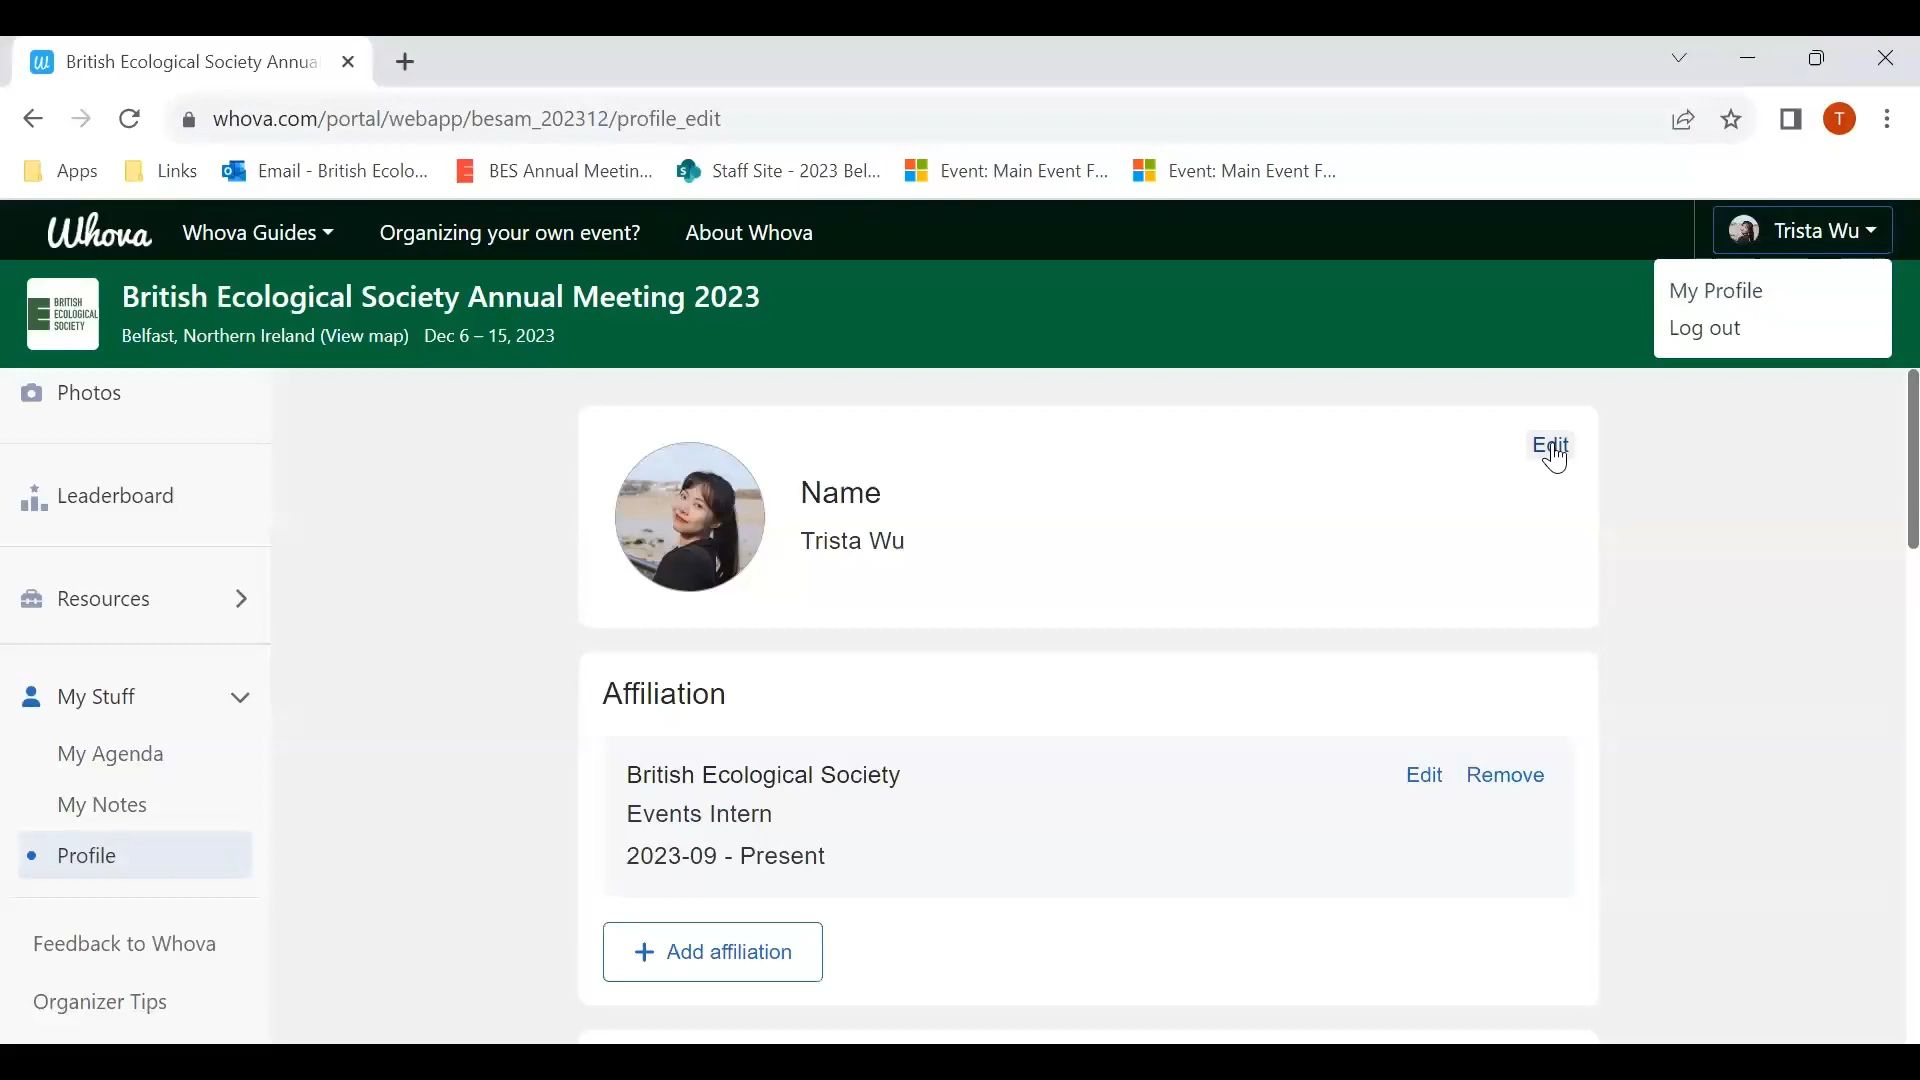 British Ecological Society Annua
whova.com/portal/webapp/besam_202312/profile_edit
T
Apps
Links
Email - British Ecolo...
BES Annual Meetin...
Staff Site - 2023 Bel...
Event: Main Event F...
Event: Main Event F...
Whova
Whova Guides
Organizing your own event?
About Whova
Trista Wu
My Profile
Log out
BRITISH
ECOLOGICAL
SOCIETY
British Ecological Society Annual Meeting 2023
Belfast, Northern Ireland (View map) Dec 6 – 15, 2023
Photos
Leaderboard
Resources
My Stuff
My Agenda
My Notes
Profile
Feedback to Whova
Organizer Tips
Edit
Name
Trista Wu
Affiliation
British Ecological Society
Edit Remove
Events Intern
2023-09 - Present
+ Add affiliation